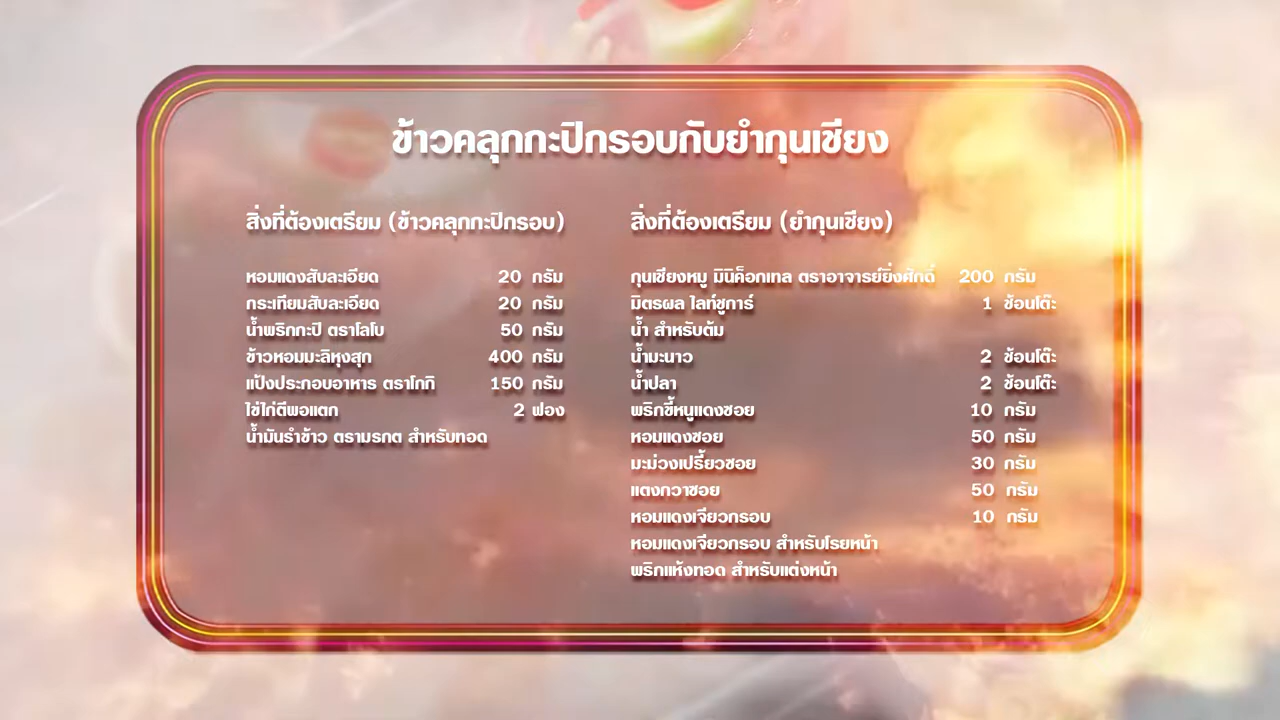 ข้าวคลุกกะปิกรอบกับยำกุนเชียง
สิ่งที่ต้องเตรียม (ข้าวคลุกกะปิกรอบ)
หอมแดงสับละเอียด 20 กรัม
กระเทียมสับละเอียด 20 กรัม
น้ำพริกกะปิ ตราโลโบ 50 กรัม
ข้าวหอมมะลิหุงสุก 400 กรัม
แป้งประกอบอาหาร ตราโกกิ 150 กรัม
ไข่ไก่ตีพอแตก 2 ฟอง
น้ำมันรำข้าว ตรามรกต สำหรับทอด
สิ่งที่ต้องเตรียม (ยำกุนเชียง)
กุนเชียงหมู มินิค็อกเทล ตราอาจารย์ยิ่งศักดิ์ 200 กรัม
มิตรผล ไลท์ชูการ์ 1 ช้อนโต๊ะ
น้ำ สำหรับต้ม
น้ำมะนาว 2 ช้อนโต๊ะ
น้ำปลา 2 ช้อนโต๊ะ
พริกขี้หนูแดงซอย 10 กรัม
หอมแดงซอย 50 กรัม
มะม่วงเปรี้ยวซอย 30 กรัม
แตงกวาซอย 50 กรัม
หอมแดงเจียวกรอบ 10 กรัม
หอมแดงเจียวกรอบ สำหรับโรยหน้า
พริกแห้งทอด สำหรับแต่งหน้า